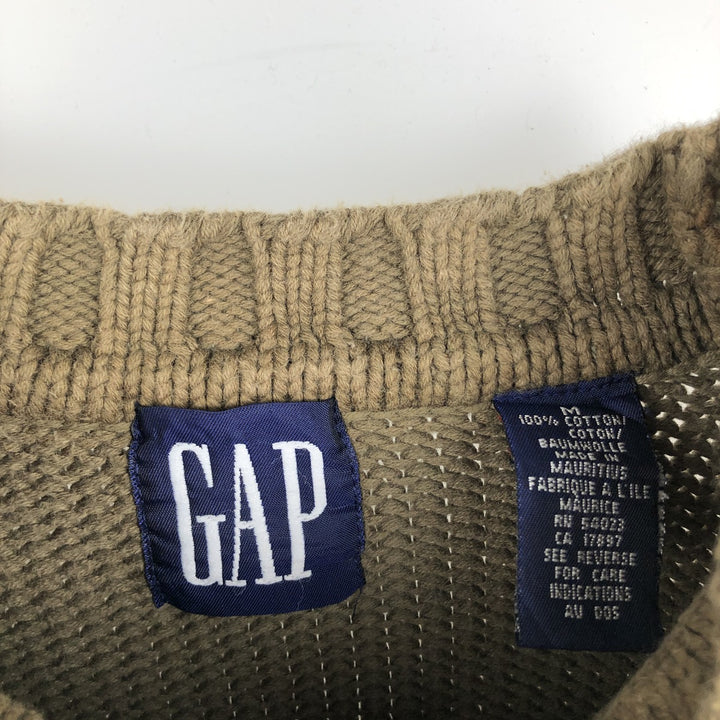 GAP
M
100% COTTON/
COTON/
BAUMWOLLE
MADE IN
MAURITIUS
FABRIQUE A L'ILE
MAURICE
RN 54023
CA 17897
SEE REVERSE
FOR CARE
INDICATIONS
AU 005